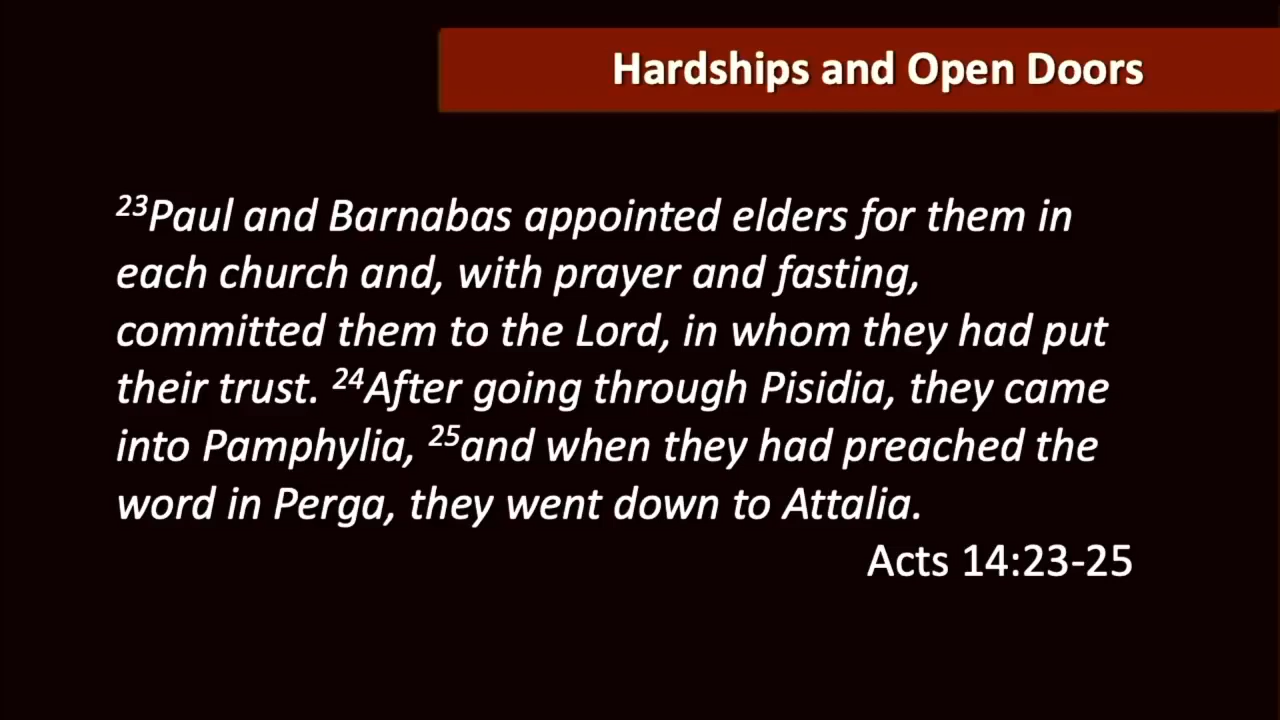 Hardships and Open Doors
²³Paul and Barnabas appointed elders for them in
each church and, with prayer and fasting,
committed them to the Lord, in whom they had put
their trust. ²⁴After going through Pisidia, they came
into Pamphylia, ²⁵and when they had preached the
word in Perga, they went down to Attalia.
Acts 14:23-25